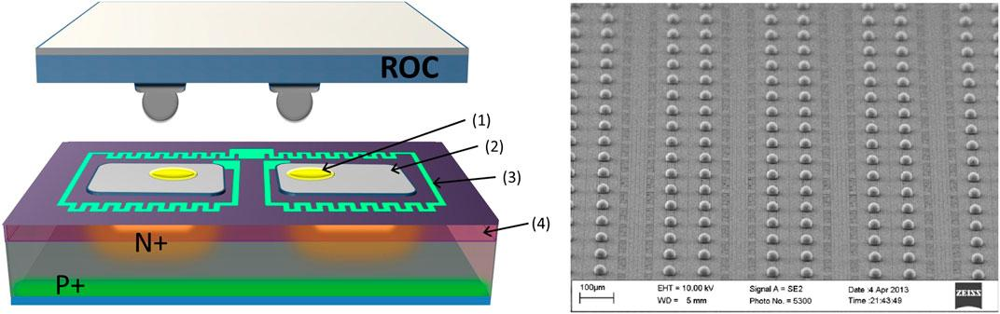 ROC
(1)
(2)
(3)
(4)
N+
P+
100µm
EHT = 10.00 kV
WD = 5 mm
Signal A = SE2
Photo No. = 5300
Date :4 Apr 2013
Time :21:43:49
ZEISS